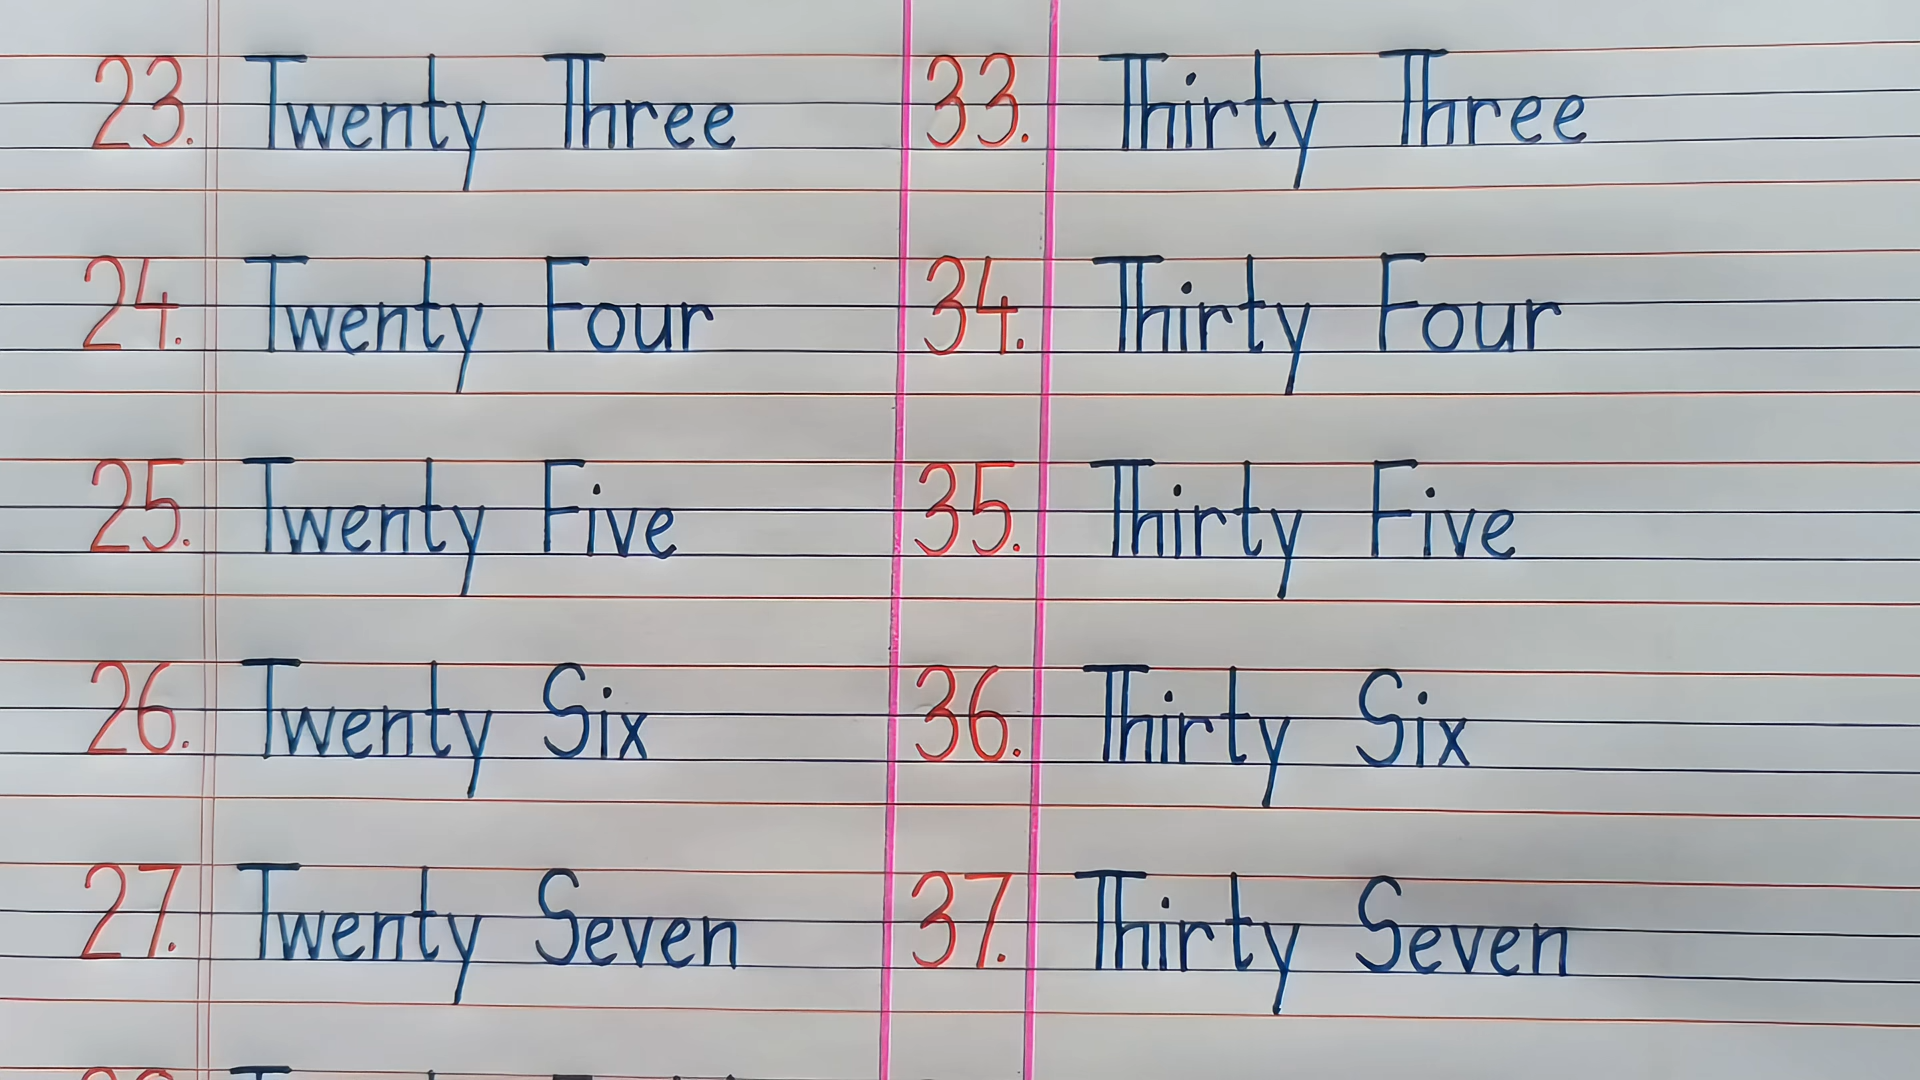 23. Twenty Three 33. Thirty Three
24. Twenty Four 34. Thirty Four
25. Twenty Five 35. Thirty Five
26. Twenty Six 36. Thirty Six
27. Twenty Seven 37. Thirty Seven